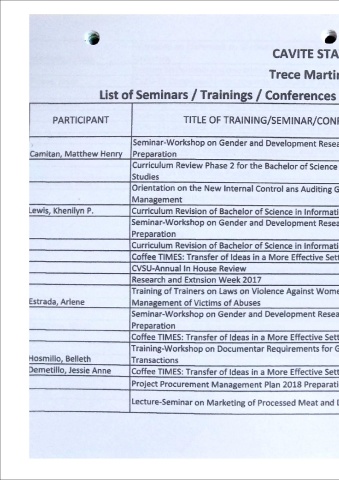 CAVITE STA
Trece Martir
List of Seminars / Trainings / Conferences
PARTICIPANT TITLE OF TRAINING/SEMINAR/CONF
Seminar-Workshop on Gender and Development Resea
Camitan, Matthew Henry Preparation
Curriculum Review Phase 2 for the Bachelor of Science
Studies
Orientation on the New Internal Control ans Auditing G
Management
Lewis, Khenilyn P. Curriculum Revision of Bachelor of Science in Informati
Seminar-Workshop on Gender and Development Resea
Preparation
Curriculum Revision of Bachelor of Science in Informati
Coffee TIMES: Transfer of Ideas in a More Effective Sett
CVSU-Annual In House Review
Research and Extnsion Week 2017
Training of Trainers on Laws on Violence Against Wome
Estrada, Arlene Management of Victims of Abuses
Seminar-Workshop on Gender and Development Resea
Preparation
Coffee TIMES: Transfer of Ideas in a More Effective Sett
Training-Workshop on Documentar Requirements for G
Hosmillo, Belleth Transactions
Demetillo, Jessie Anne Coffee TIMES: Transfer of Ideas in a More Effective Sett
Project Procurement Management Plan 2018 Preparati
Lecture-Seminar on Marketing of Processed Meat and D